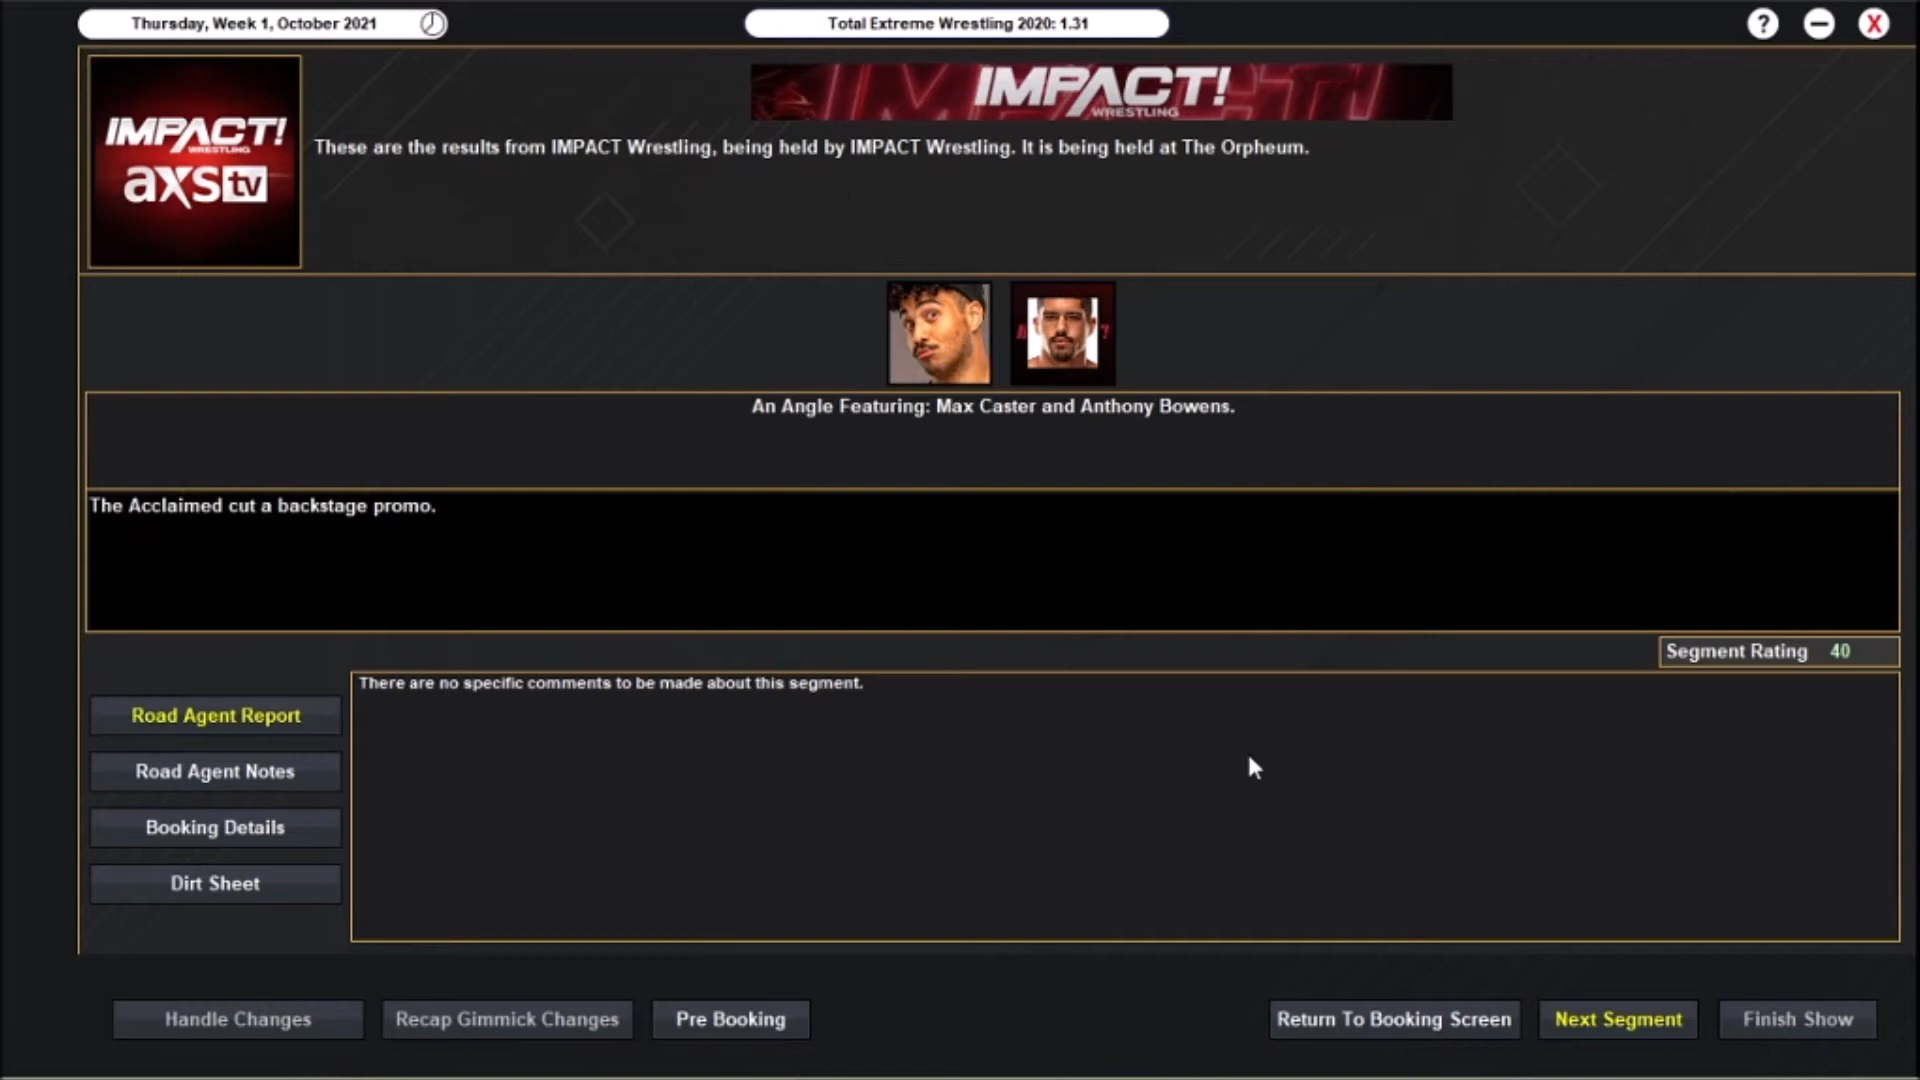 Thursday, Week 1, October 2021
Total Extreme Wrestling 2020: 1.31
?
X
IMPACT!
WRESTLING
axs tv
IMPACT!
WRESTLING
These are the results from IMPACT Wrestling, being held by IMPACT Wrestling. It is being held at The Orpheum.
An Angle Featuring: Max Caster and Anthony Bowens.
The Acclaimed cut a backstage promo.
Segment Rating 40
There are no specific comments to be made about this segment.
Road Agent Report
Road Agent Notes
Booking Details
Dirt Sheet
Handle Changes
Recap Gimmick Changes
Pre Booking
Return To Booking Screen
Next Segment
Finish Show